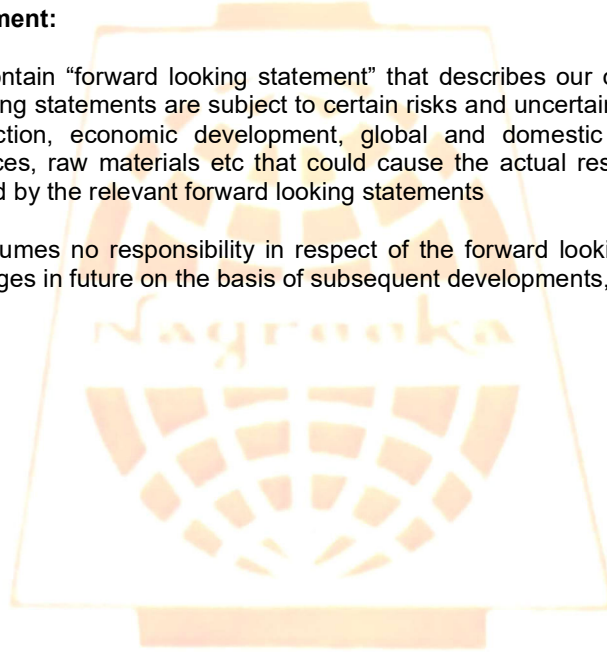 ment:
ontain “forward looking statement” that describes our
ng statements are subject to certain risks and uncertain
ction, economic development, global and domestic
ces, raw materials etc that could cause the actual res
d by the relevant forward looking statements
umes no responsibility in respect of the forward looki
ges in future on the basis of subsequent developments,
Nagreeka